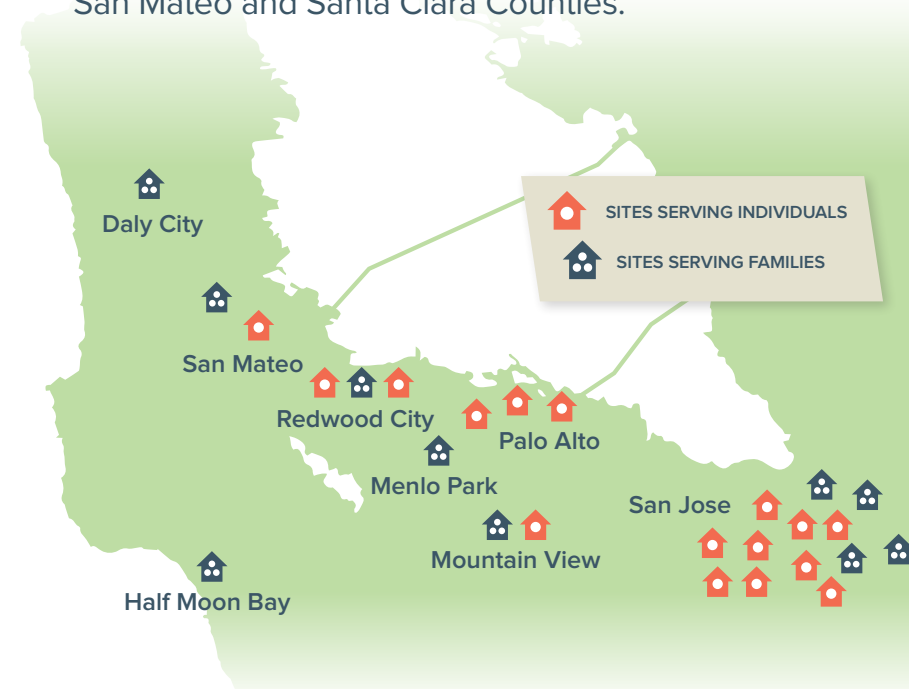 San Mateo and Santa Clara Counties.
SITES SERVING INDIVIDUALS
SITES SERVING FAMILIES
Daly City
San Mateo
Redwood City
Palo Alto
Menlo Park
San Jose
Mountain View
Half Moon Bay